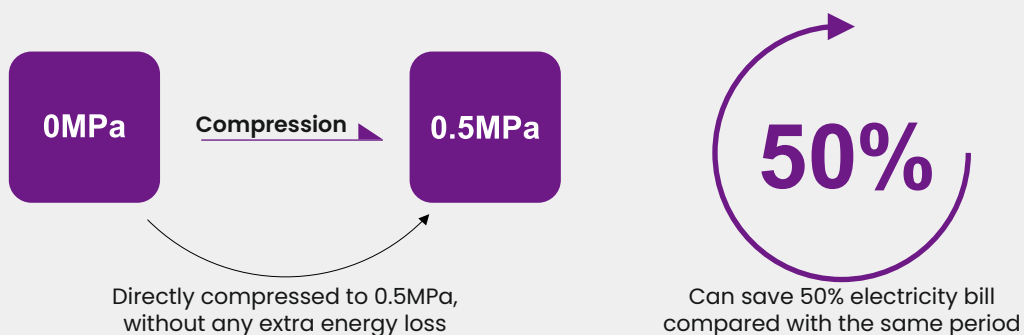 0MPa
Compression
0.5MPa
50%
Directly compressed to 0.5MPa,
without any extra energy loss
Can save 50% electricity bill
compared with the same period